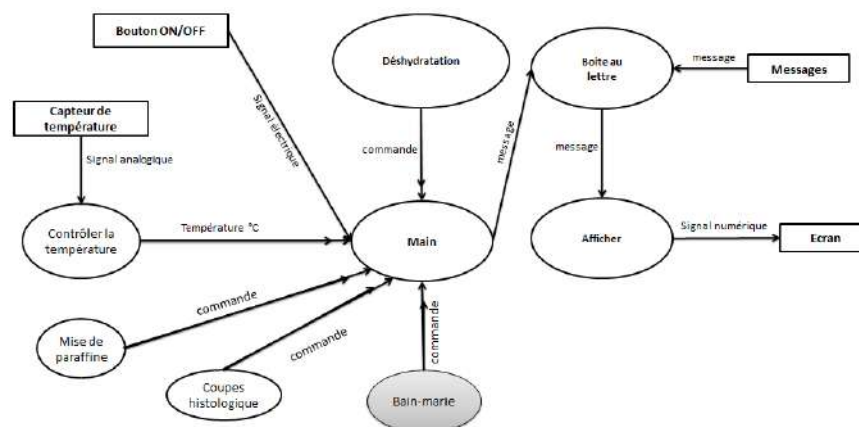 Bouton ON/OFF
Déshydratation
Boite au
lettre
message
Messages
Capteur de
température
Signal électrique
Signal analogique
commande
message
message
Contrôler la
température
Température °C
Main
Afficher
Signal numérique
Ecran
commande
Mise de
paraffine
commande
commande
Coupes
histologique
Bain-marie